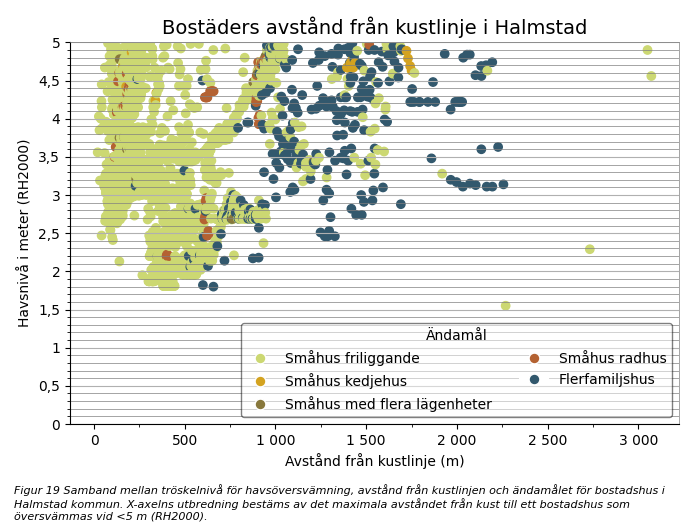 Bostäders avstånd från kustlinje i Halmstad
Havsnivå i meter (RH2000)
5
4,5
4
3,5
3
2,5
2
1,5
1
0,5
0
Ändamål
Småhus friliggande
Småhus kedjehus
Småhus med flera lägenheter
Småhus radhus
Flerfamiljshus
0 500 1 000 1 500 2 000 2 500 3 000
Avstånd från kustlinje (m)
Figur 19 Samband mellan tröskelnivå för havsöversvämning, avstånd från kustlinjen och ändamålet för bostadshus i
Halmstad kommun. X-axelns utbredning bestäms av det maximala avståndet från kust till ett bostadshus som
översvämmas vid <5 m (RH2000).